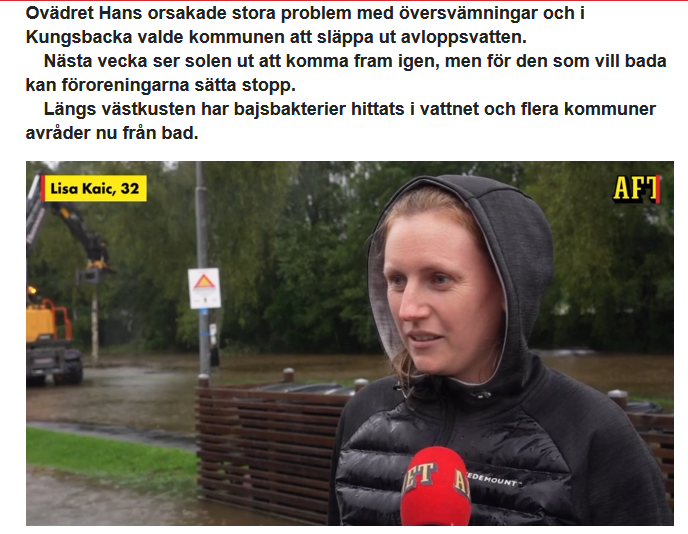 Ovädret Hans orsakade stora problem med översvämningar och i
Kungsbacka valde kommunen att släppa ut avloppsvatten.
Nästa vecka ser solen ut att komma fram igen, men för den som vill bada
kan föroreningarna sätta stopp.
Längs västkusten har bajsbakterier hittats i vattnet och flera kommuner
avråder nu från bad.
Lisa Kaic, 32
AFT